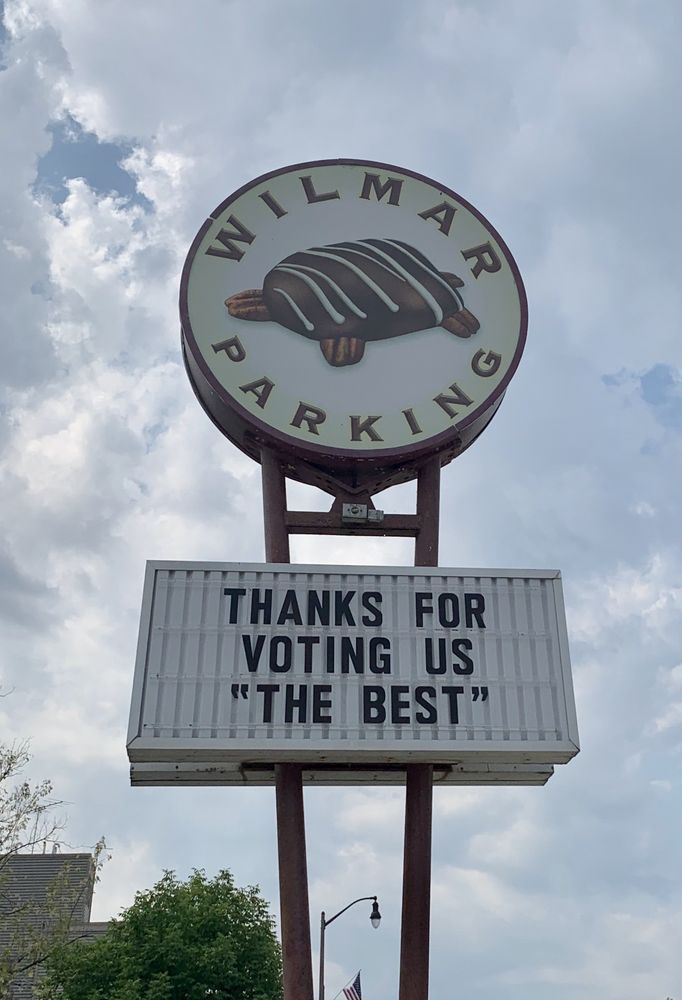 WILMAR
PARKING
THANKS FOR
VOTING US
"THE BEST"